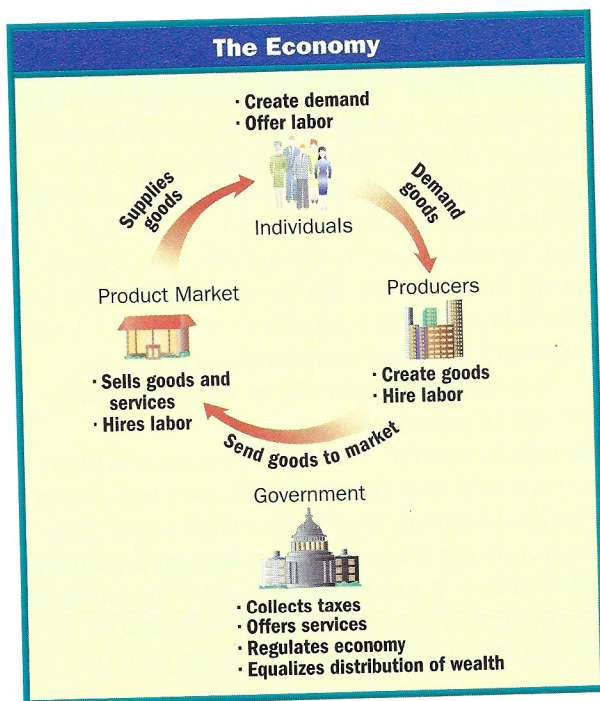 The Economy
· Create demand
· Offer labor
Individuals
Supplies
goods
Demand
goods
Product Market
Producers
· Sells goods and
services
· Hires labor
· Create goods
· Hire labor
Send goods to market
Government
· Collects taxes
· Offers services
· Regulates economy
· Equalizes distribution of wealth